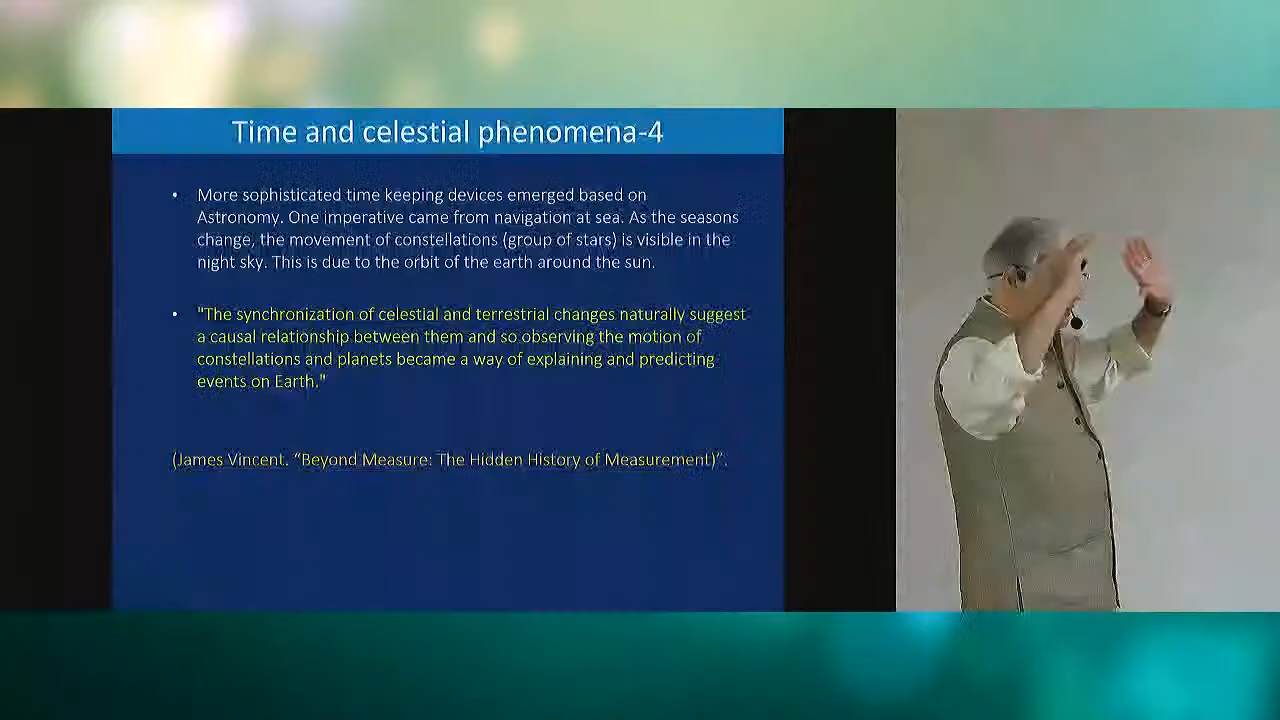 Time and celestial phenomena-4
• More sophisticated time keeping devices emerged based on
Astronomy. One imperative came from navigation at sea. As the seasons
change, the movement of constellations (group of stars) is visible in the
night sky. This is due to the orbit of the earth around the sun.
• "The synchronization of celestial and terrestrial changes naturally suggest
a causal relationship between them and so observing the motion of
constellations and planets became a way of explaining and predicting
events on Earth."
(James Vincent. “Beyond Measure: The Hidden History of Measurement)”.